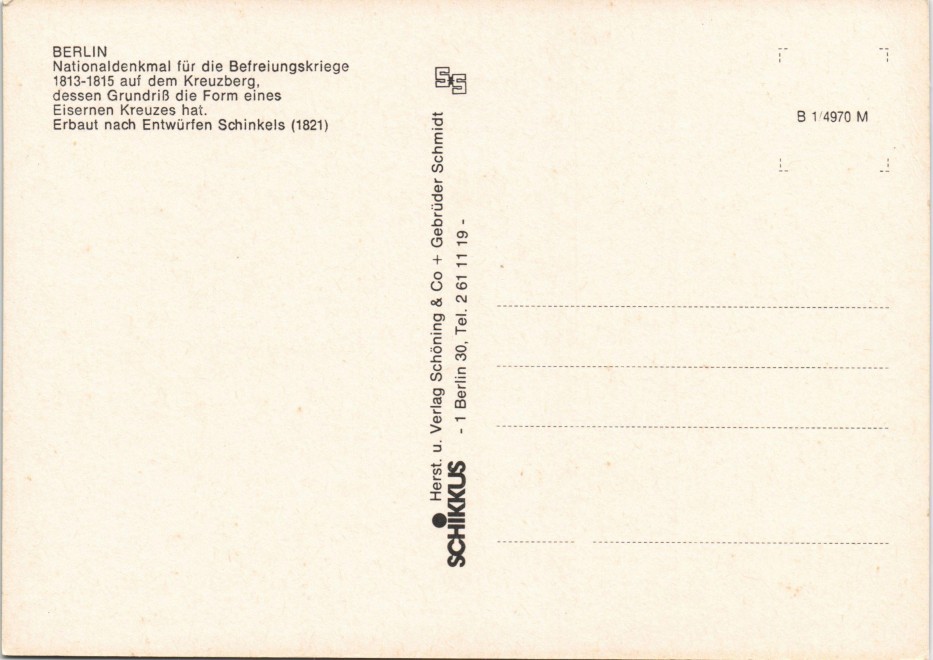 BERLIN
Nationaldenkmal für die Befreiungskriege
1813-1815 auf dem Kreuzberg,
dessen Grundriß die Form eines
Eisernen Kreuzes hat.
Erbaut nach Entwürfen Schinkels (1821)
SCHIKKUS
Herst. u. Verlag Schöning & Co + Gebrüder Schmidt
- 1 Berlin 30, Tel. 2 61 11 19 -
B 1/4970 M